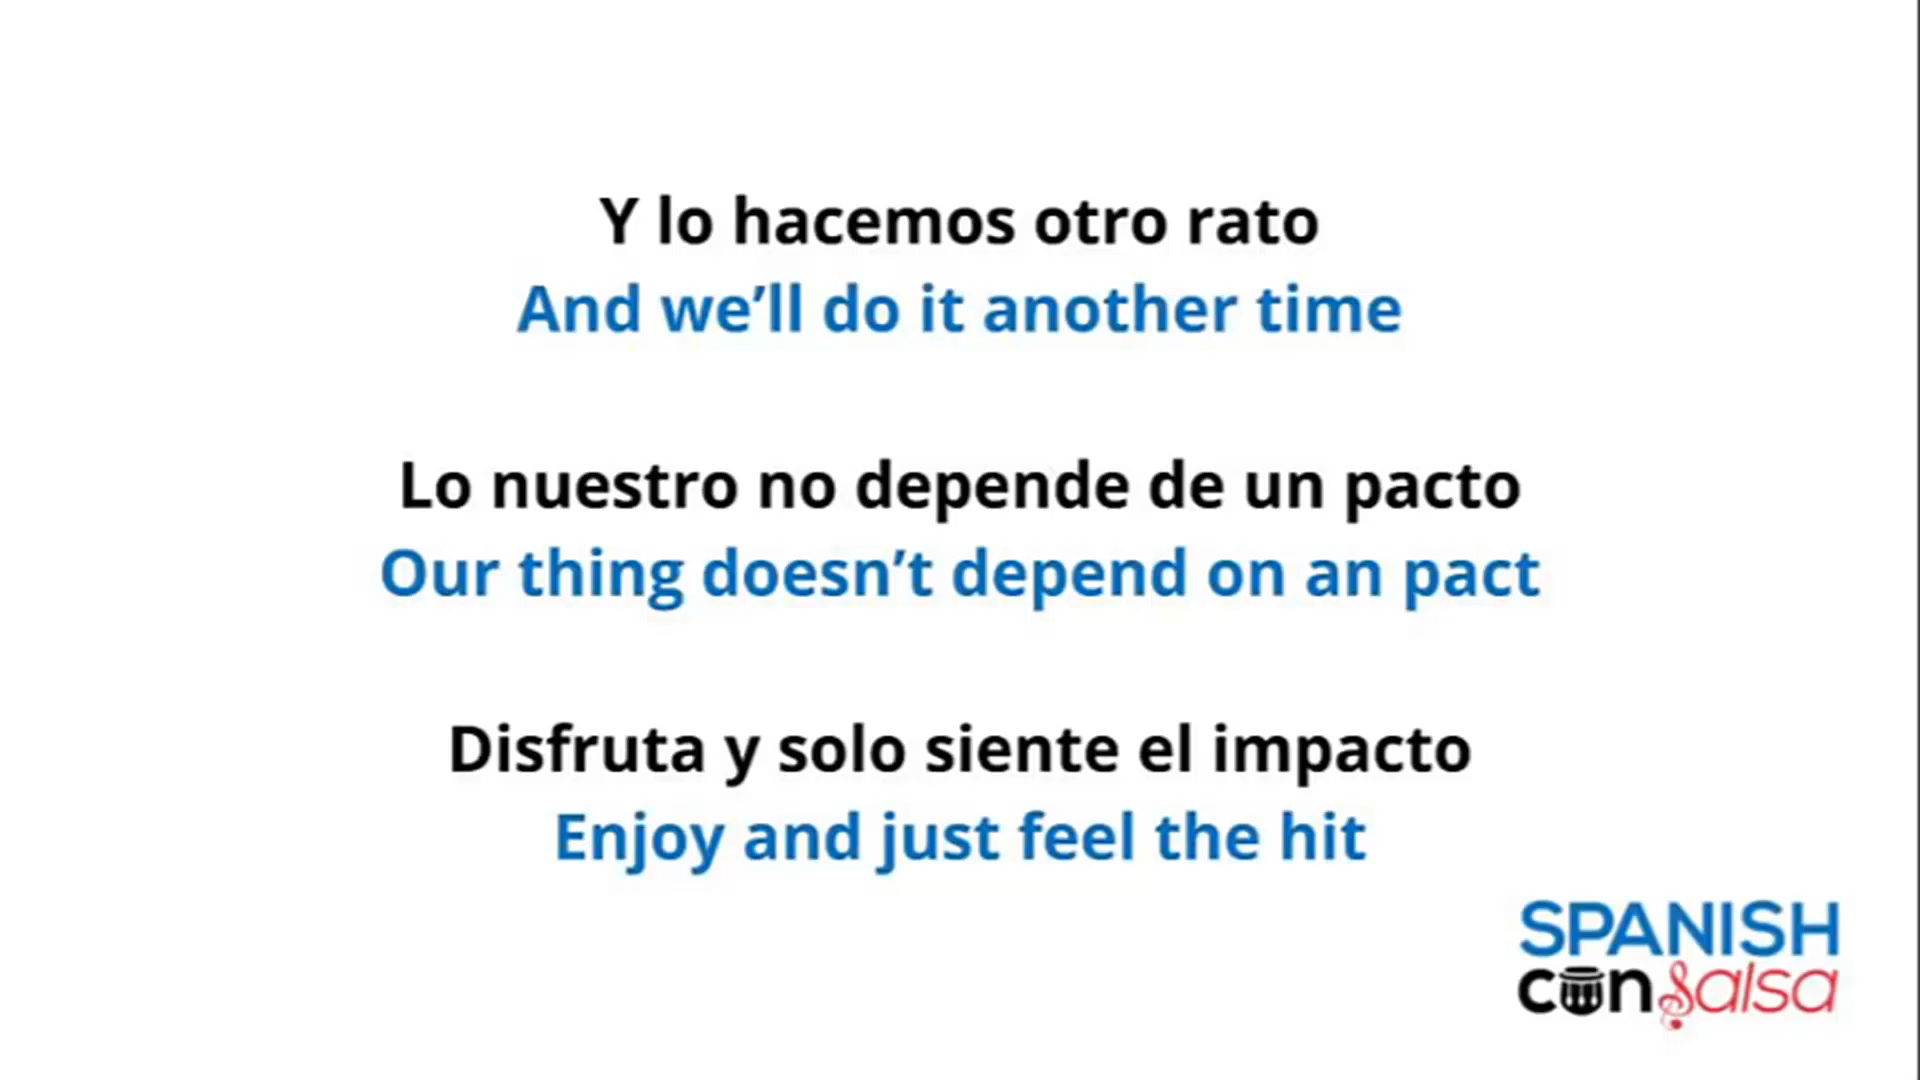 Y lo hacemos otro rato
And we’ll do it another time
Lo nuestro no depende de un pacto
Our thing doesn’t depend on an pact
Disfruta y solo siente el impacto
Enjoy and just feel the hit
SPANISH
con Salsa